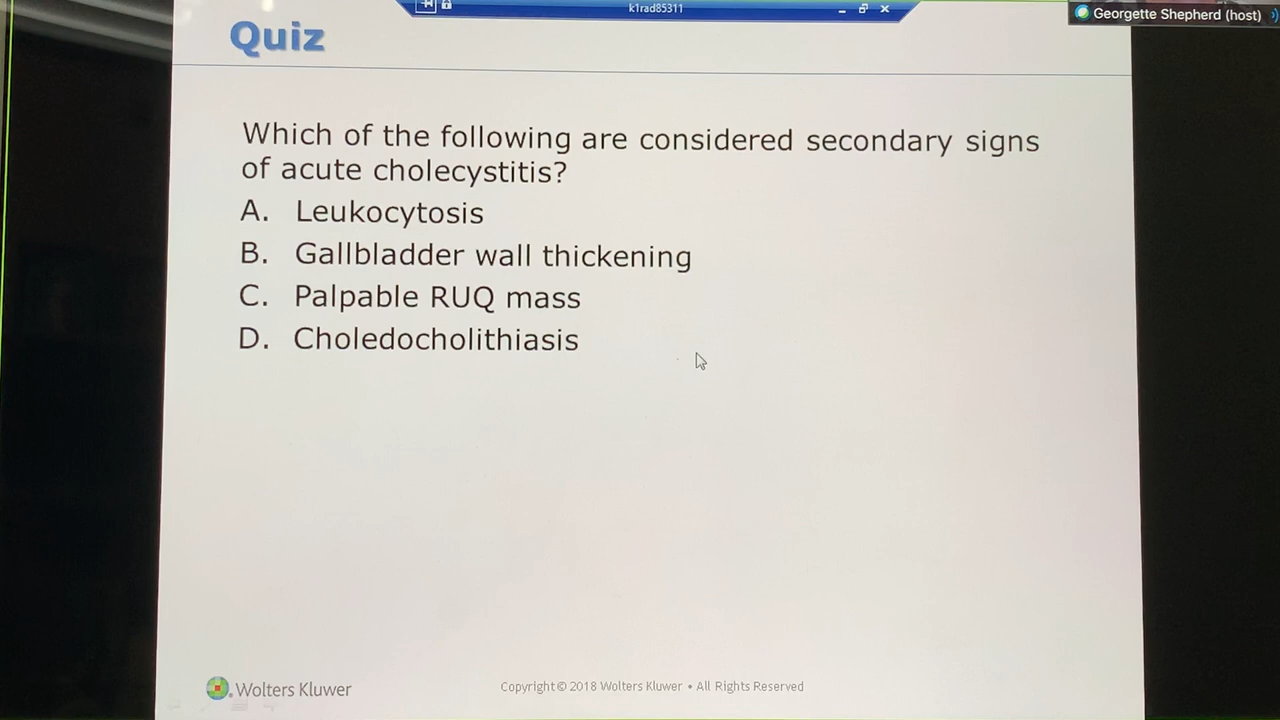 k1rad85311
Georgette Shepherd (host)
Quiz
Which of the following are considered secondary signs
of acute cholecystitis?
A. Leukocytosis
B. Gallbladder wall thickening
C. Palpable RUQ mass
D. Choledocholithiasis
Wolters Kluwer
Copyright © 2018 Wolters Kluwer • All Rights Reserved